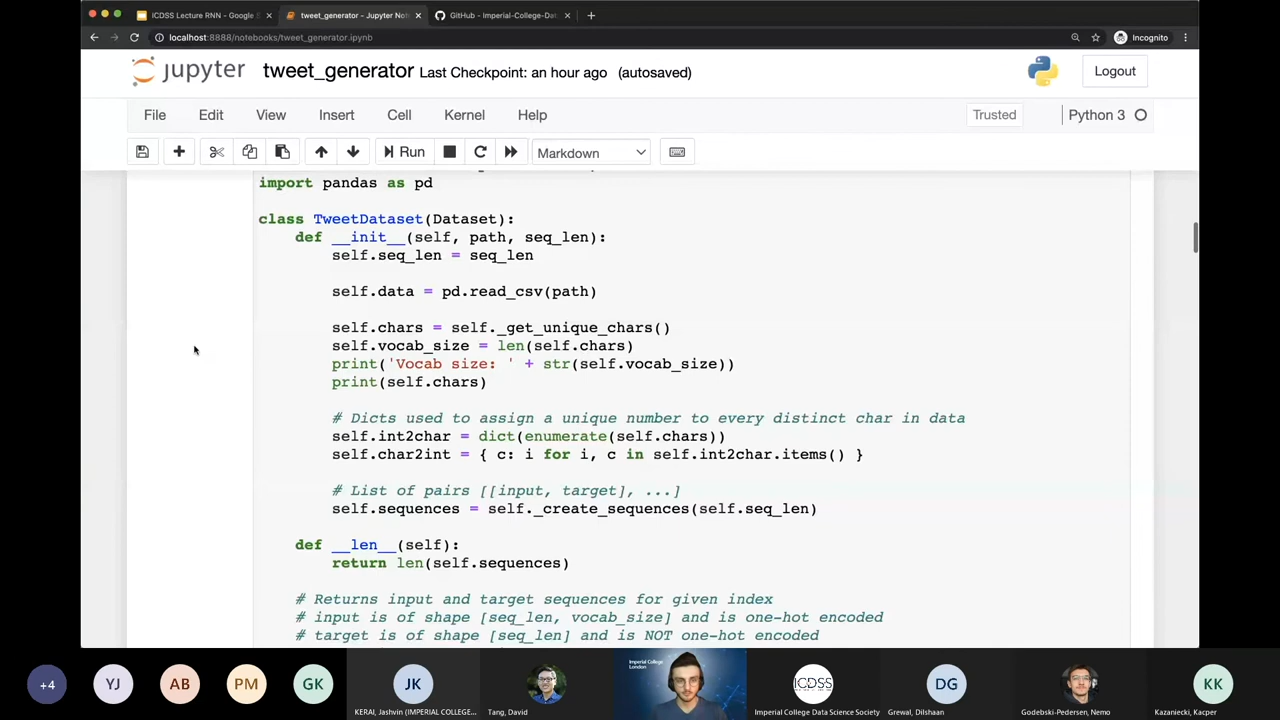 ICDSS Lecture RNN - Google
tweet_generator - Jupyter Not
GitHub - Imperial-College-Dat
localhost:8888/notebooks/tweet_generator.ipynb
Incognito
jupyter tweet_generator Last Checkpoint: an hour ago (autosaved)
Logout
File Edit View Insert Cell Kernel Help
Trusted
Python 3
Run
Markdown
import pandas as pd
class TweetDataset(Dataset):
def __init__(self, path, seq_len):
self.seq_len = seq_len
self.data = pd.read_csv(path)
self.chars = self._get_unique_chars()
self.vocab_size = len(self.chars)
print('Vocab size: ' + str(self.vocab_size))
print(self.chars)
# Dicts used to assign a unique number to every distinct char in data
self.int2char = dict(enumerate(self.chars))
self.char2int = { c: i for i, c in self.int2char.items() }
# List of pairs [[input, target], ...]
self.sequences = self._create_sequences(self.seq_len)
def __len__(self):
return len(self.sequences)
# Returns input and target sequences for given index
# input is of shape [seq_len, vocab_size] and is one-hot encoded
# target is of shape [seq_len] and is NOT one-hot encoded
+4
YJ
AB
PM
GK
JK
KERAI, Jashvin (IMPERIAL COLLEGE...
Tang, David
Imperial College
London
ICDSS
Imperial College Data Science Society
DG
Grewal, Dilshaan
Godebski-Pedersen, Nemo
KK
Kazaniecki, Kacper